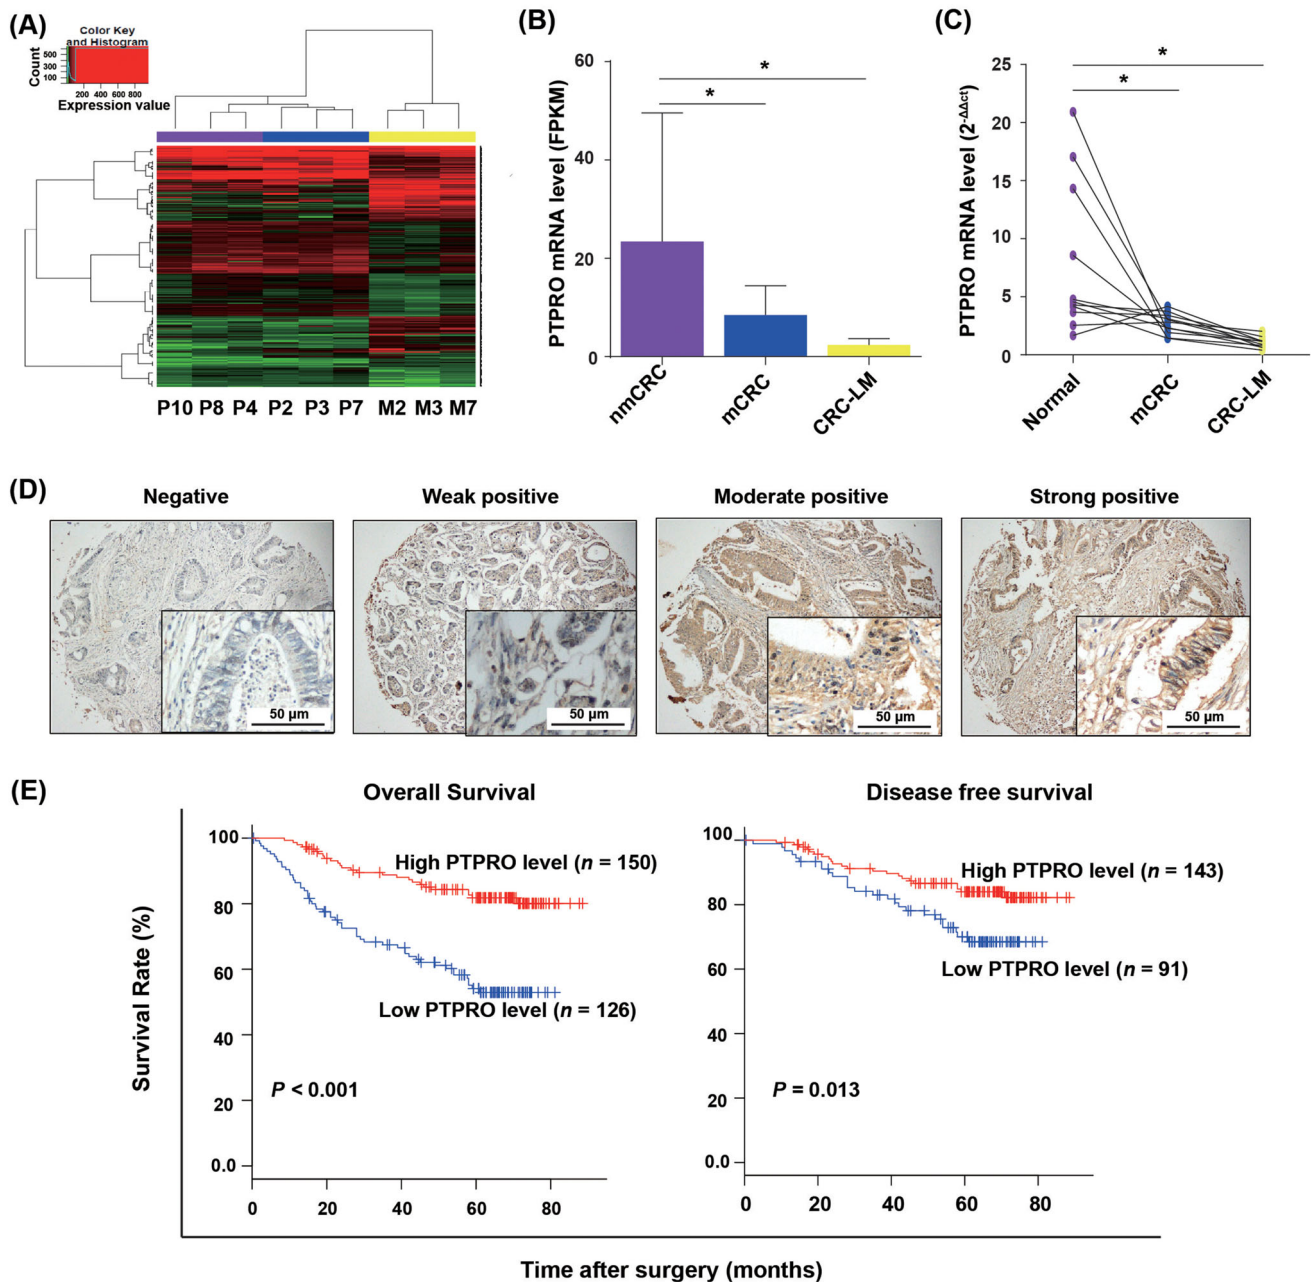 (A)
Color Key
and Histogram
Count
500
300
100
200 400 600 800
Expression value
P10 P8 P4 P2 P3 P7 M2 M3 M7
(B)
PTPRO mRNA level (FPKM)
60
40
20
0
*
*
nmCRC
mCRC
CRC-LM
(C)
PTPRO mRNA level (2-ΔΔct)
25
20
15
10
5
0
*
*
Normal
mCRC
CRC-LM
(D)
Negative
Weak positive
Moderate positive
Strong positive
50 μm
50 μm
50 μm
50 μm
(E)
Survival Rate (%)
Overall Survival
100
80
60
40
20
0.0
High PTPRO level (n = 150)
Low PTPRO level (n = 126)
P < 0.001
0 20 40 60 80
Disease free survival
100
80
60
40
20
0.0
High PTPRO level (n = 143)
Low PTPRO level (n = 91)
P = 0.013
0 20 40 60 80
Time after surgery (months)